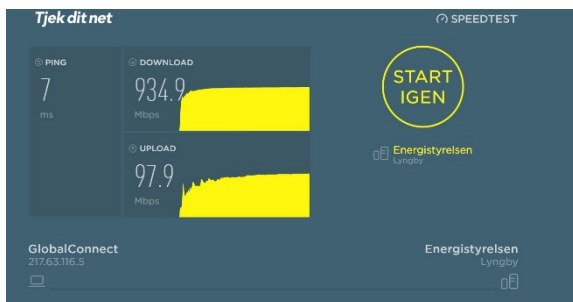 Tjek dit net
SPEEDTEST
PING
7
ms
DOWNLOAD
934.9
Mbps
UPLOAD
97.9
Mbps
START
IGEN
Energistyrelsen
Lyngby
GlobalConnect
217.63.116.5
Energistyrelsen
Lyngby